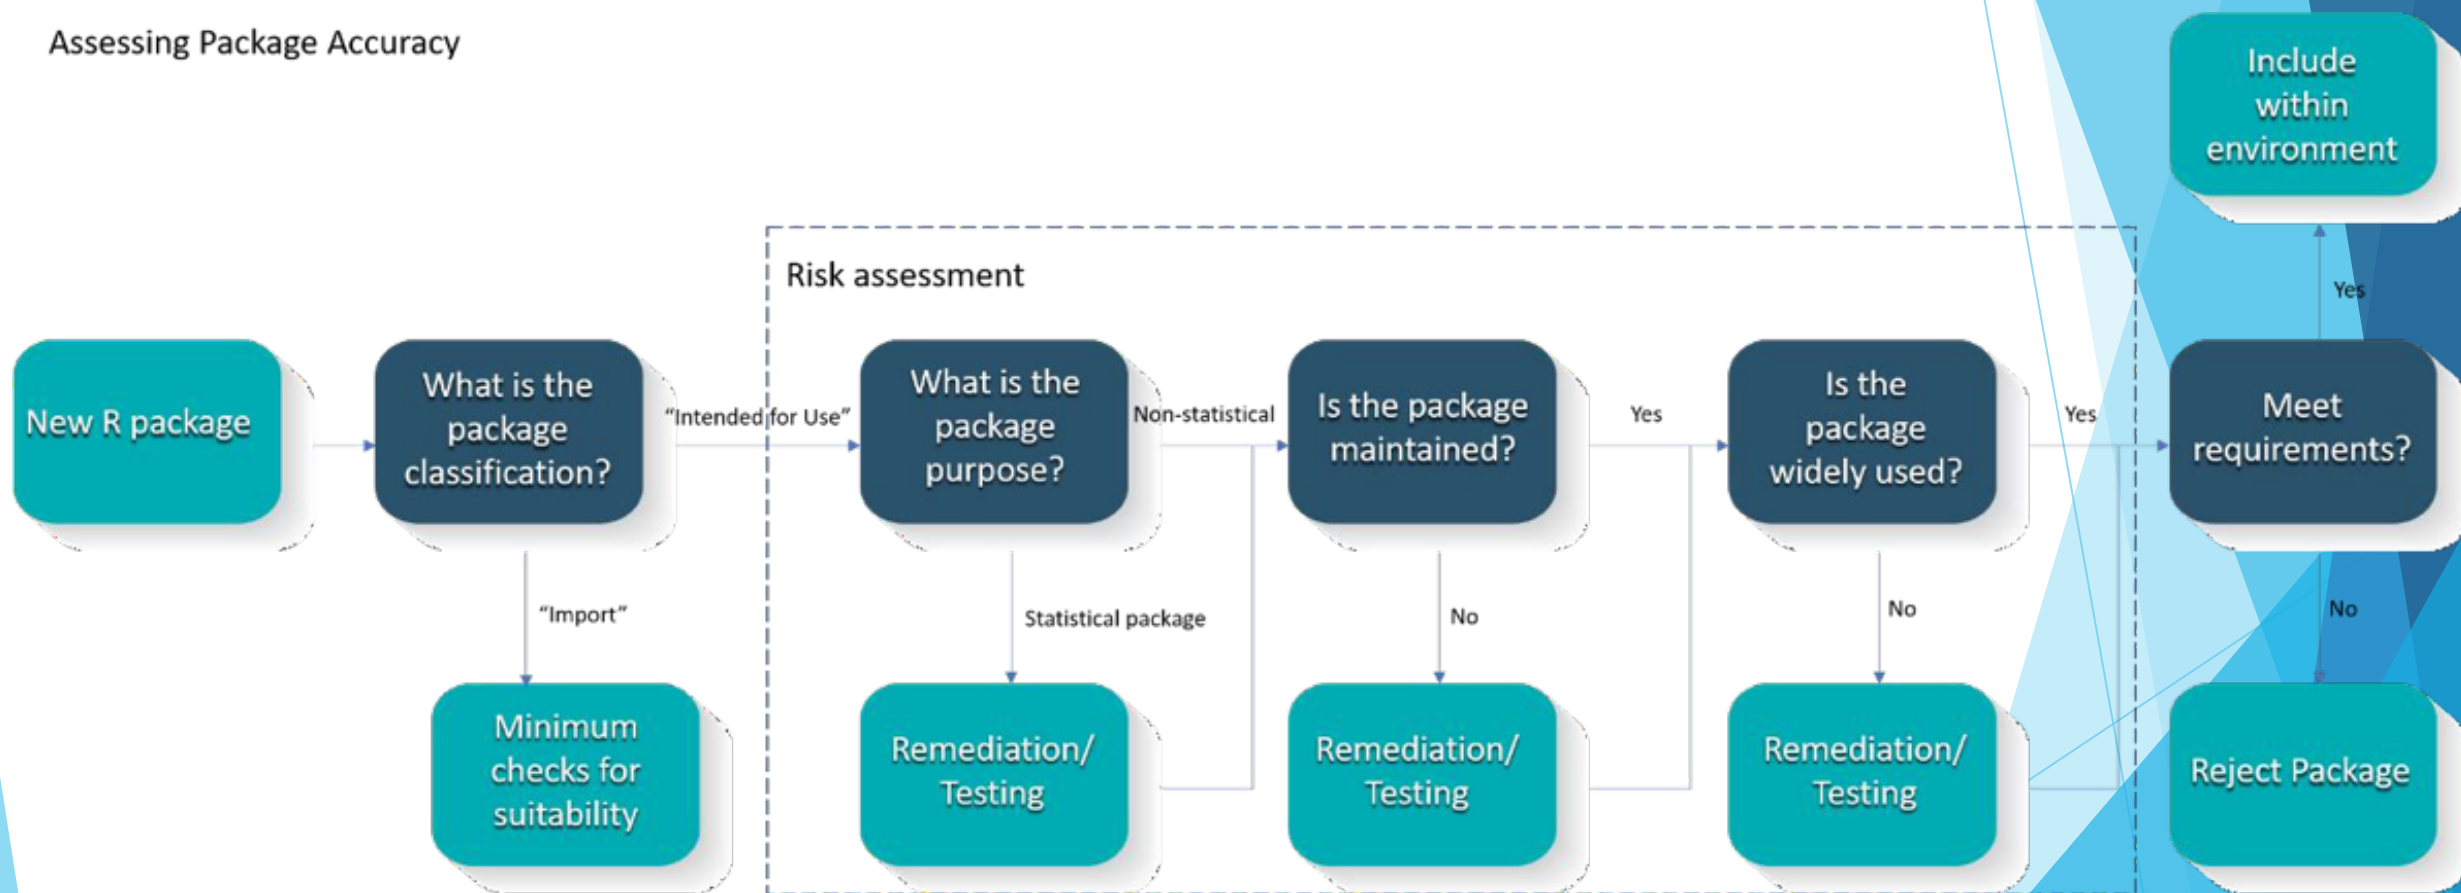 Assessing Package Accuracy
Include
within
environment
Yes
Risk assessment
New R package
What is the
package
classification?
"Intended for Use"
What is the
package
purpose?
Non-statistical
Is the package
maintained?
Yes
Is the
package
widely used?
Yes
Meet
requirements?
"Import"
Statistical package
No
No
No
Minimum
checks for
suitability
Remediation/
Testing
Remediation/
Testing
Remediation/
Testing
Reject Package